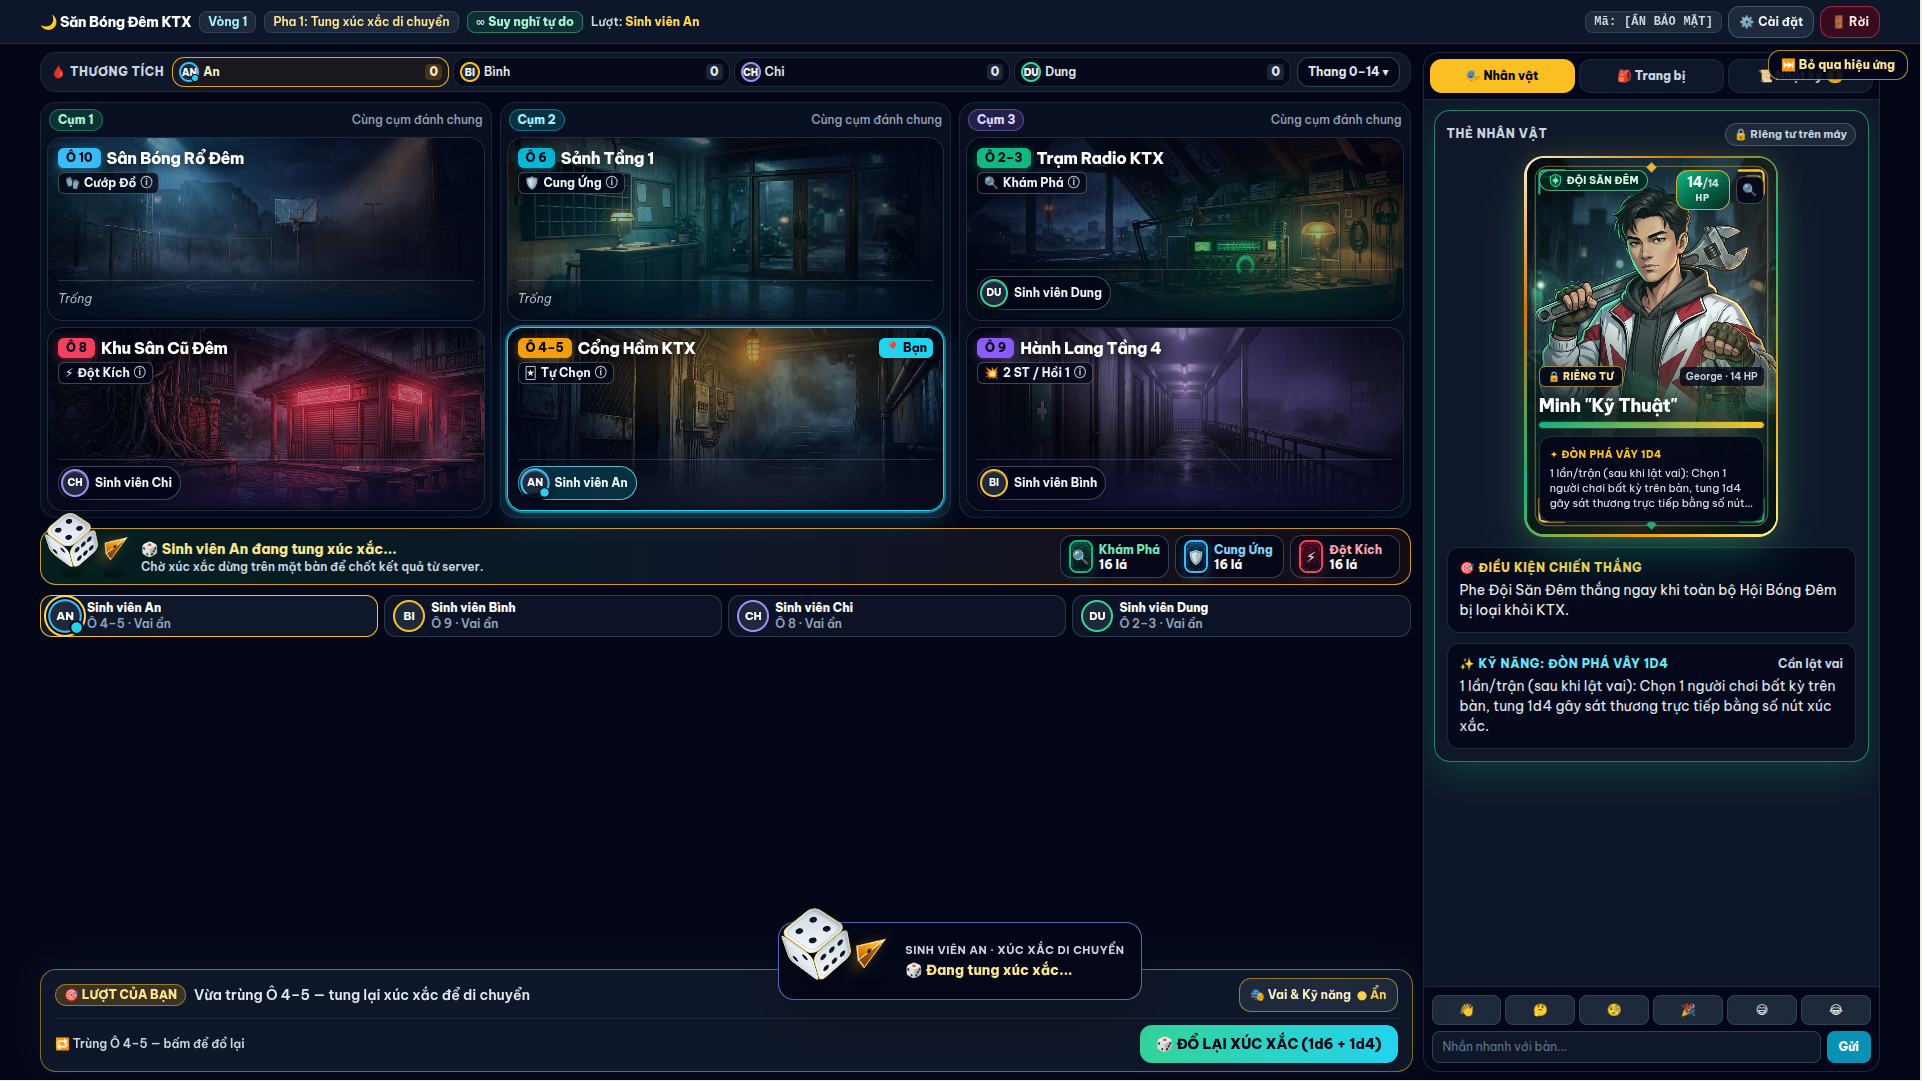 🌙 Săn Bóng Đêm KTX
Vòng 1
Pha 1: Tung xúc xắc di chuyển
∞ Suy nghĩ tự do
Lượt: Sinh viên An
Mã: [ẨN BẢO MẬT]
⚙️ Cài đặt
🚪 Rời
🩸 THƯƠNG TÍCH
AN An 0
BI Bình 0
CH Chi 0
DU Dung 0
Thang 0–14 ▾
🎭 Nhân vật
🎒 Trang bị
⏩ Bỏ qua hiệu ứng
Cụm 1
Cùng cụm đánh chung
Ô 10 Sân Bóng Rổ Đêm
🧤 Cướp Đồ ⓘ
Trống
Ô 8 Khu Sân Cũ Đêm
⚡ Đột Kích ⓘ
CH Sinh viên Chi
Cụm 2
Cùng cụm đánh chung
Ô 6 Sảnh Tầng 1
🛡️ Cung Ứng ⓘ
Trống
Ô 4–5 Cổng Hầm KTX
📍 Bạn
🃏 Tự Chọn ⓘ
AN Sinh viên An
Cụm 3
Cùng cụm đánh chung
Ô 2–3 Trạm Radio KTX
🔍 Khám Phá ⓘ
DU Sinh viên Dung
Ô 9 Hành Lang Tầng 4
💥 2 ST / Hồi 1 ⓘ
BI Sinh viên Bình
🎲 Sinh viên An đang tung xúc xắc...
Chờ xúc xắc dừng trên mặt bàn để chốt kết quả từ server.
🔍 Khám Phá
16 lá
🛡️ Cung Ứng
16 lá
⚡ Đột Kích
16 lá
AN Sinh viên An
Ô 4–5 · Vai ẩn
BI Sinh viên Bình
Ô 9 · Vai ẩn
CH Sinh viên Chi
Ô 8 · Vai ẩn
DU Sinh viên Dung
Ô 2–3 · Vai ẩn
THẺ NHÂN VẬT
🔒 Riêng tư trên máy
ĐỘI SĂN ĐÊM
14/14
HP
🔍
🔒 RIÊNG TƯ
George · 14 HP
Minh "Kỹ Thuật"
✦ ĐÒN PHÁ VÂY 1D4
1 lần/trận (sau khi lật vai): Chọn 1
người chơi bất kỳ trên bàn, tung 1d4
gây sát thương trực tiếp bằng số nút...
🎯 ĐIỀU KIỆN CHIẾN THẮNG
Phe Đội Săn Đêm thắng ngay khi toàn bộ Hội Bóng Đêm
bị loại khỏi KTX.
✨ KỸ NĂNG: ĐÒN PHÁ VÂY 1D4
Cần lật vai
1 lần/trận (sau khi lật vai): Chọn 1 người chơi bất kỳ trên
bàn, tung 1d4 gây sát thương trực tiếp bằng số nút xúc
xắc.
SINH VIÊN AN · XÚC XẮC DI CHUYỂN
🎲 Đang tung xúc xắc...
🎯 LƯỢT CỦA BẠN
Vừa trùng Ô 4–5 — tung lại xúc xắc để di chuyển
🎭 Vai & Kỹ năng ● Ẩn
🔁 Trùng Ô 4–5 — bấm để đổ lại
🎲 ĐỔ LẠI XÚC XẮC (1d6 + 1d4)
Nhắn nhanh với bàn...
Gửi